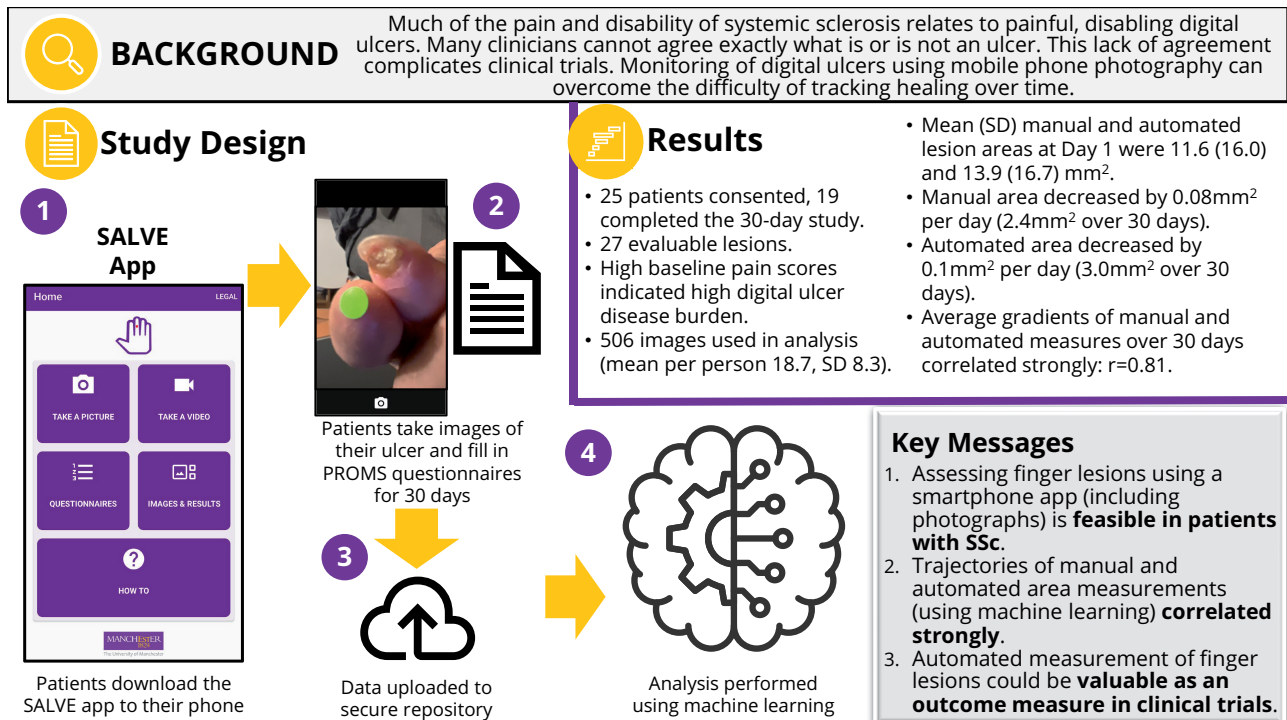 BACKGROUND
Much of the pain and disability of systemic sclerosis relates to painful, disabling digital
ulcers. Many clinicians cannot agree exactly what is or is not an ulcer. This lack of agreement
complicates clinical trials. Monitoring of digital ulcers using mobile phone photography can
overcome the difficulty of tracking healing over time.
Study Design
1
SALVE
App
Home
LEGAL
TAKE A PICTURE
TAKE A VIDEO
1
2
3
QUESTIONNAIRES
IMAGES & RESULTS
?
HOW TO
MANCHESTER
1824
The University of Manchester
Patients download the
SALVE app to their phone
2
Patients take images of
their ulcer and fill in
PROMS questionnaires
for 30 days
3
Data uploaded to
secure repository
4
Analysis performed
using machine learning
Results
• 25 patients consented, 19
completed the 30-day study.
• 27 evaluable lesions.
• High baseline pain scores
indicated high digital ulcer
disease burden.
• 506 images used in analysis
(mean per person 18.7, SD 8.3).
• Mean (SD) manual and automated
lesion areas at Day 1 were 11.6 (16.0)
and 13.9 (16.7) mm².
• Manual area decreased by 0.08mm²
per day (2.4mm² over 30 days).
• Automated area decreased by
0.1mm² per day (3.0mm² over 30
days).
• Average gradients of manual and
automated measures over 30 days
correlated strongly: r=0.81.
Key Messages
1. Assessing finger lesions using a
smartphone app (including
photographs) is feasible in patients
with SSc.
2. Trajectories of manual and
automated area measurements
(using machine learning) correlated
strongly.
3. Automated measurement of finger
lesions could be valuable as an
outcome measure in clinical trials.